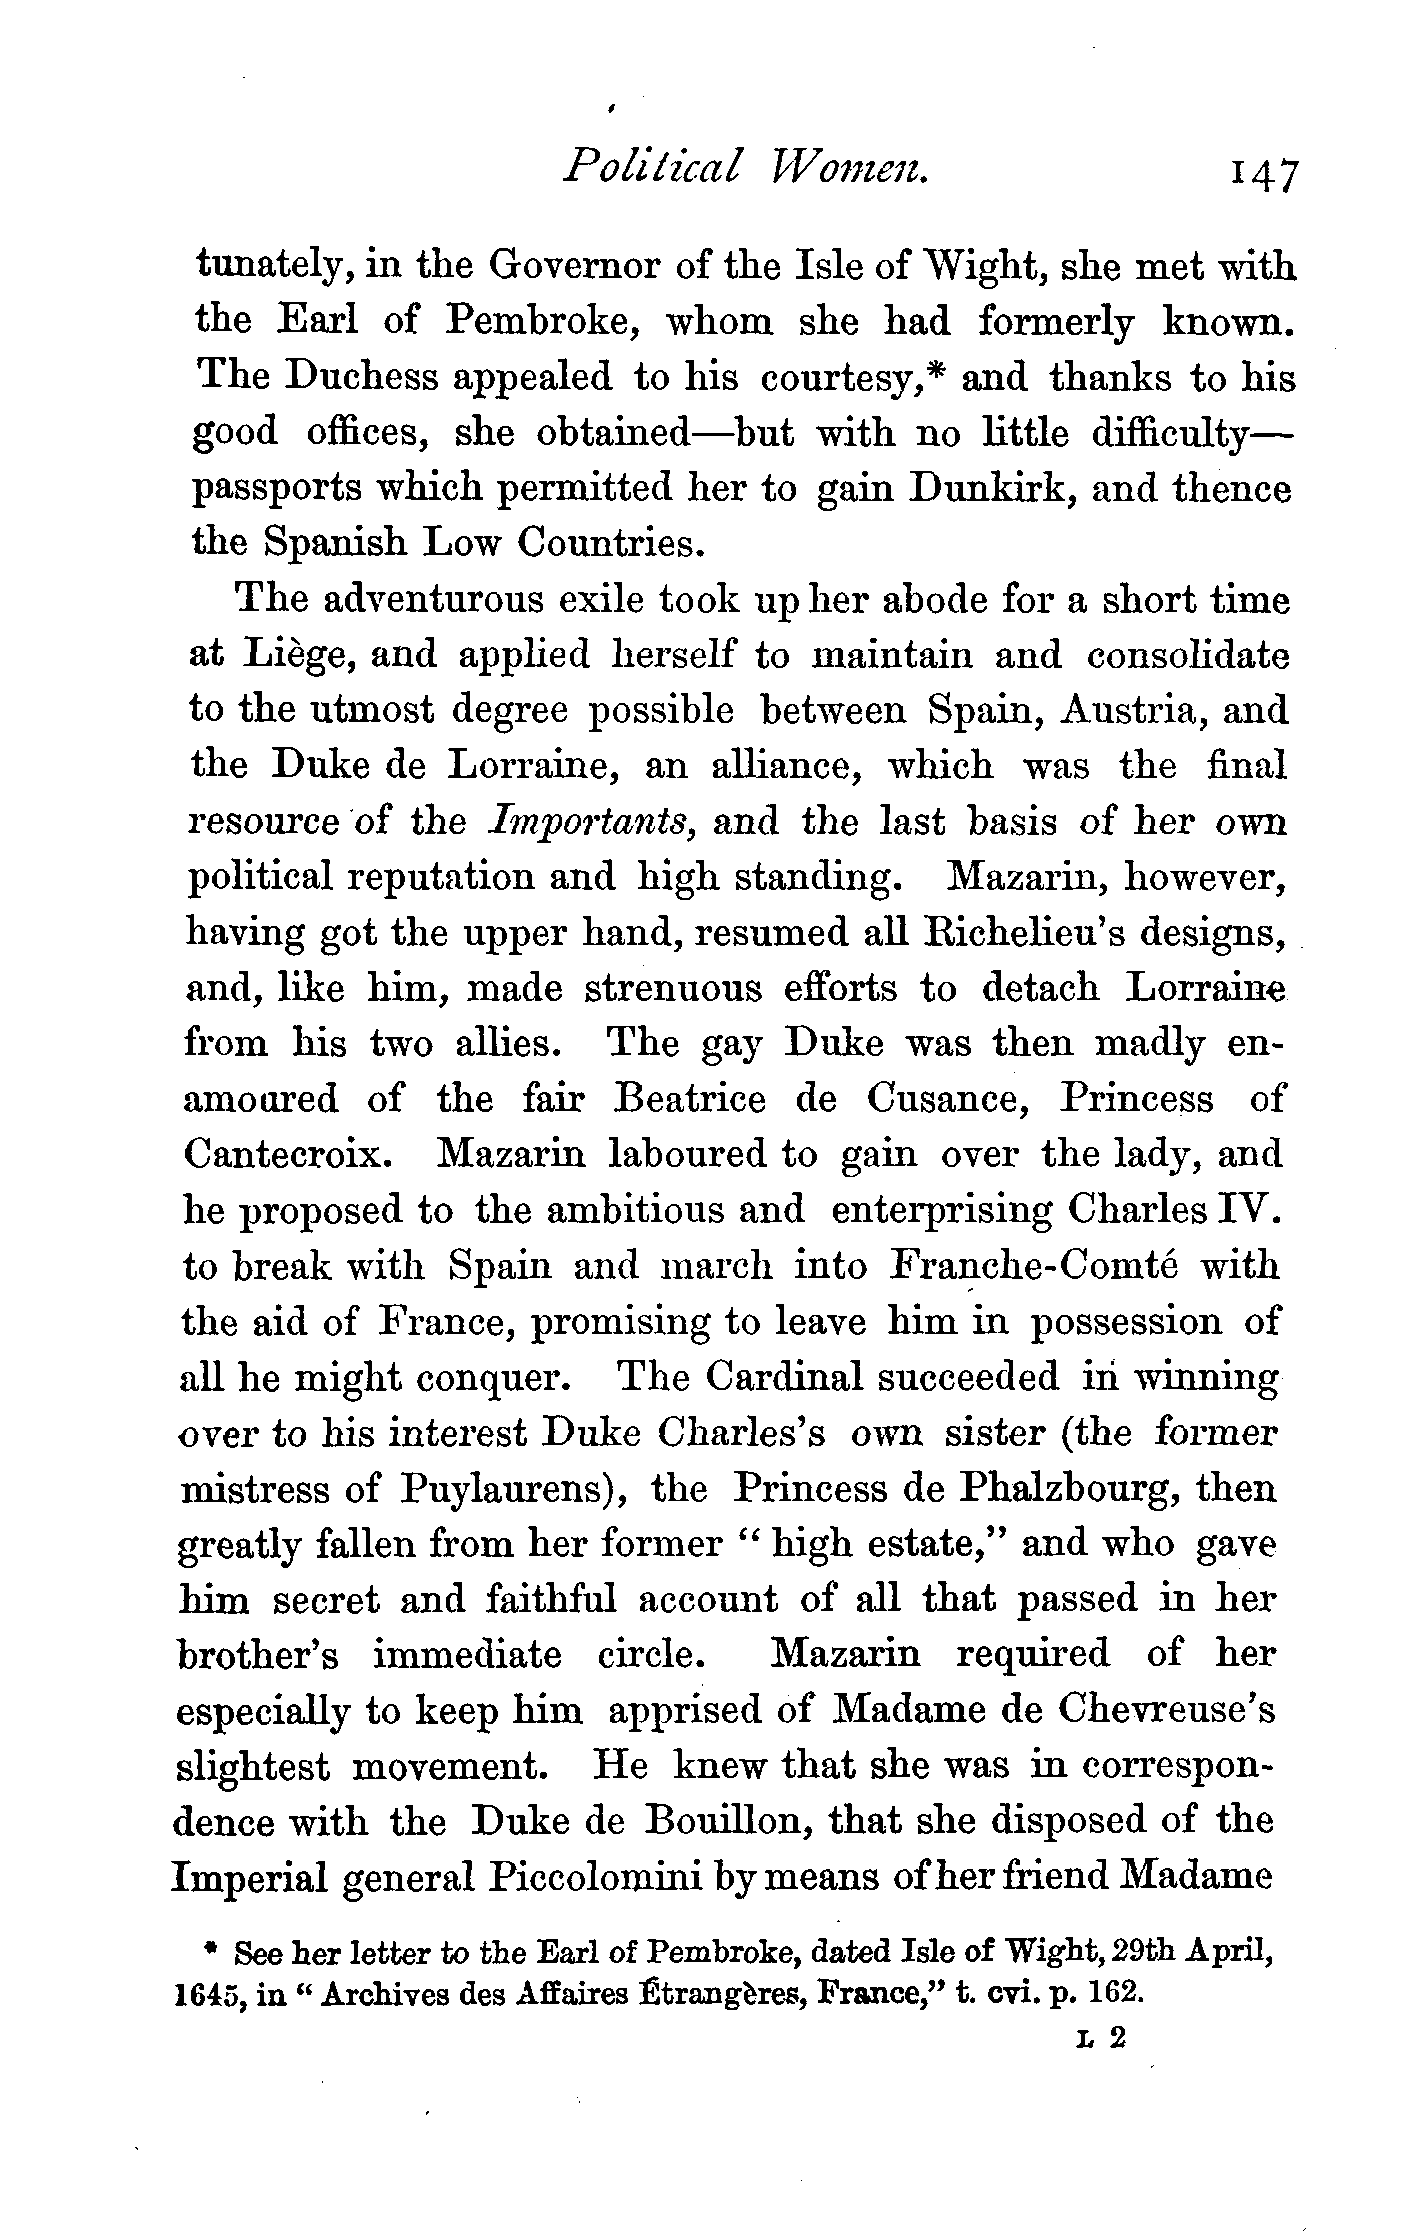 Political Women. 147
tunately, in the Governor of the Isle of Wight, she met with
the Earl of Pembroke, whom she had formerly known.
The Duchess appealed to his courtesy,* and thanks to his
good offices, she obtained—but with no little difficulty—
passports which permitted her to gain Dunkirk, and thence
the Spanish Low Countries.
The adventurous exile took up her abode for a short time
at Liège, and applied herself to maintain and consolidate
to the utmost degree possible between Spain, Austria, and
the Duke de Lorraine, an alliance, which was the final
resource of the Importants, and the last basis of her own
political reputation and high standing. Mazarin, however,
having got the upper hand, resumed all Richelieu's designs,
and, like him, made strenuous efforts to detach Lorraine
from his two allies. The gay Duke was then madly en-
amoured of the fair Beatrice de Cusance, Princess of
Cantecroix. Mazarin laboured to gain over the lady, and
he proposed to the ambitious and enterprising Charles IV.
to break with Spain and march into Franche-Comté with
the aid of France, promising to leave him in possession of
all he might conquer. The Cardinal succeeded in winning
over to his interest Duke Charles's own sister (the former
mistress of Puylaurens), the Princess de Phalzbourg, then
greatly fallen from her former "high estate," and who gave
him secret and faithful account of all that passed in her
brother's immediate circle. Mazarin required of her
especially to keep him apprised of Madame de Chevreuse's
slightest movement. He knew that she was in correspon-
dence with the Duke de Bouillon, that she disposed of the
Imperial general Piccolomini by means of her friend Madame
* See her letter to the Earl of Pembroke, dated Isle of Wight, 29th April,
1645, in "Archives des Affaires Étrangères, France," t. cvi. p. 162.
L 2